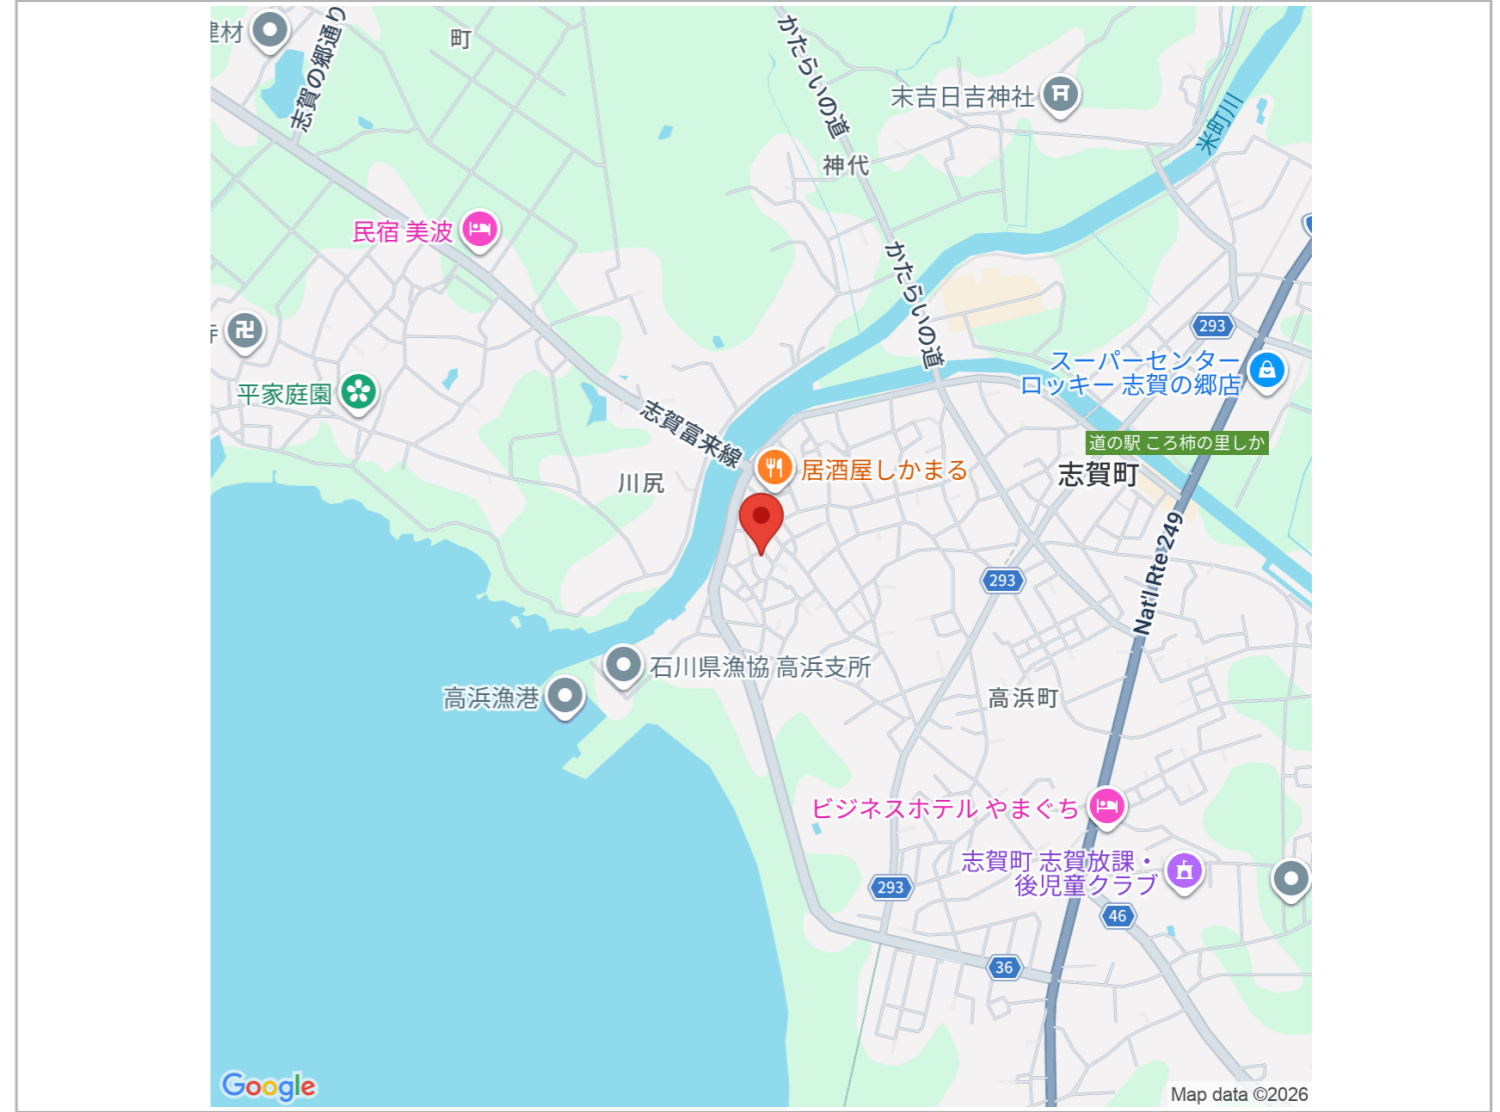 建材
志賀の郷通り
町
かたらいの道
末吉日吉神社
米町川
神代
民宿 美波
かたらいの道
293
寺
スーパーセンター
ロッキー 志賀の郷店
平家庭園
志賀富来線
道の駅 ころ柿の里しか
居酒屋しかまる
志賀町
川尻
Nat'l Rte 249
293
石川県漁協 高浜支所
高浜漁港
高浜町
ビジネスホテル やまぐち
志賀町 志賀放課・
後児童クラブ
293
46
36
Google
Map data ©2026